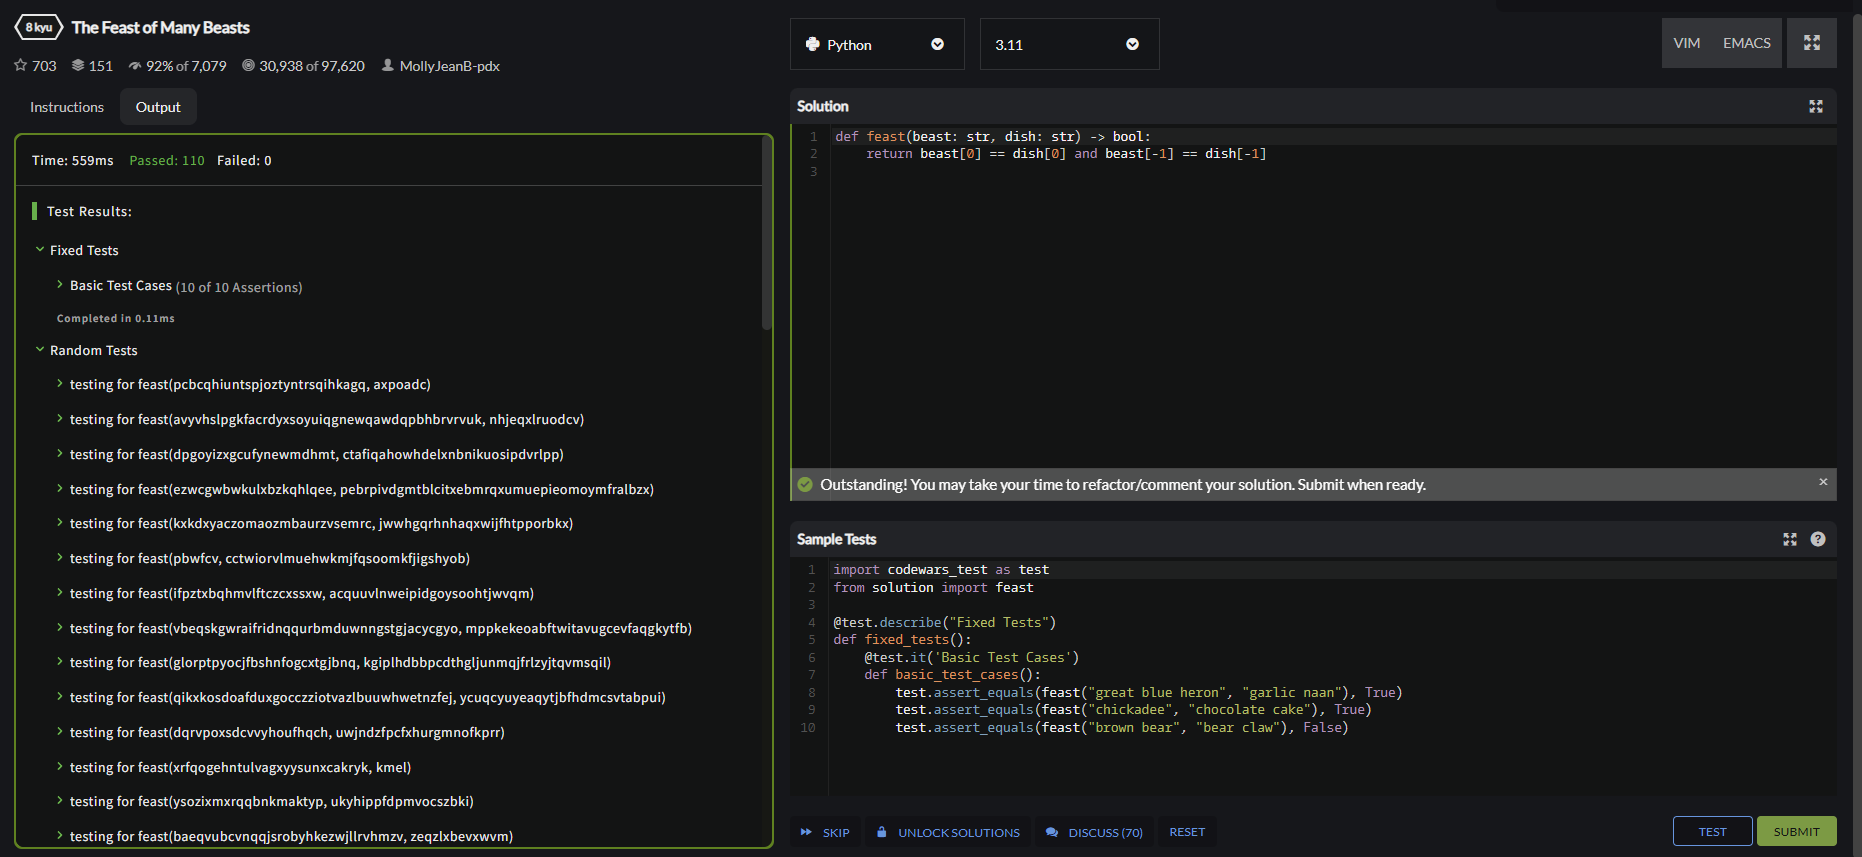 8 kyu The Feast of Many Beasts
703 151 92% of 7,079 30,938 of 97,620 MollyJeanB-pdx
Instructions Output
Time: 559ms Passed: 110 Failed: 0
Test Results:
Fixed Tests
Basic Test Cases (10 of 10 Assertions)
Completed in 0.11ms
Random Tests
testing for feast(pcbcqhiuntspjoztyntrsqihkagq, axpoadc)
testing for feast(avyvhslpgkfacrdyxsoyuiqgnewqawdqpbhbrvrvuk, nhjeqxlruodcv)
testing for feast(dpgoyizxgcufynewmdhmt, ctafiqahowhdelxnbnikuosipdvrlpp)
testing for feast(ezwcgwbwkulxbzkqhlqee, pebrpivdgmtblcitxebmrqxumuepieomoymfralbzx)
testing for feast(kxkdxyaczomaozmbaurzvsemrc, jwwhgqrhnhaqxwijfhtpporbkx)
testing for feast(pbwfcv, cctwiorvlmuehwkmjfqsoomkfjigshyob)
testing for feast(ifpztxbqhmvlftczcxssxw, acquuvlnweipidgoysoohtjwvqm)
testing for feast(vbeqskgwraifridnqqurbmduwnngstgjacycgyo, mppkekeoabftwitavugcevfaqgkytfb)
testing for feast(glorptpyocjfbshnfogcxtgjbnq, kgiplhdbbpcdthgljunmqjfrlzyjtqvmsqil)
testing for feast(qikxkosdoafduxgocczziotvazlbuuwhwetnzfej, ycuqcyuyeaqytjbfhdmcsvtabpui)
testing for feast(dqrvpoxsdcvvyhoufhqch, uwjndzfpcfxhurgmnofkprr)
testing for feast(xrfqogehntulvagxyysunxcakryk, kmel)
testing for feast(ysozixmxrqqbnkmaktyp, ukyhippfdpmvocszbki)
testing for feast(baeqvubcvnqqjsrobyhkezwjllrvhmzv, zeqzlxbevxwvm)
Python 3.11 VIM EMACS
Solution
1 def feast(beast: str, dish: str) -> bool:
2 return beast[0] == dish[0] and beast[-1] == dish[-1]
3
Outstanding! You may take your time to refactor/comment your solution. Submit when ready. ×
Sample Tests ?
1 import codewars_test as test
2 from solution import feast
3
4 @test.describe("Fixed Tests")
5 def fixed_tests():
6 @test.it('Basic Test Cases')
7 def basic_test_cases():
8 test.assert_equals(feast("great blue heron", "garlic naan"), True)
9 test.assert_equals(feast("chickadee", "chocolate cake"), True)
10 test.assert_equals(feast("brown bear", "bear claw"), False)
SKIP UNLOCK SOLUTIONS DISCUSS (70) RESET TEST SUBMIT